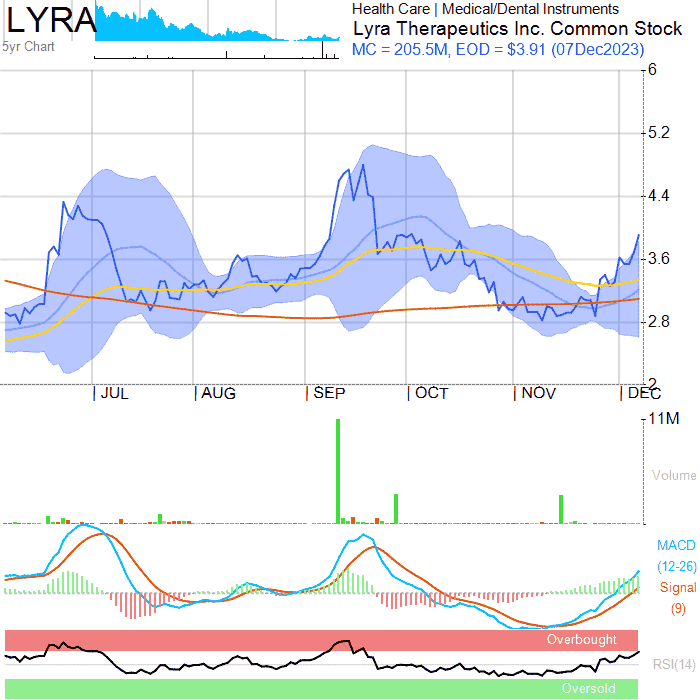 LYRA
5yr Chart
Health Care | Medical/Dental Instruments
Lyra Therapeutics Inc. Common Stock
MC = 205.5M, EOD = $3.91 (07Dec2023)
6
5.2
4.4
3.6
2.8
2
JUL AUG SEP OCT NOV DEC
11M
Volume
MACD
(12-26)
Signal
(9)
Overbought
RSI(14)
Oversold